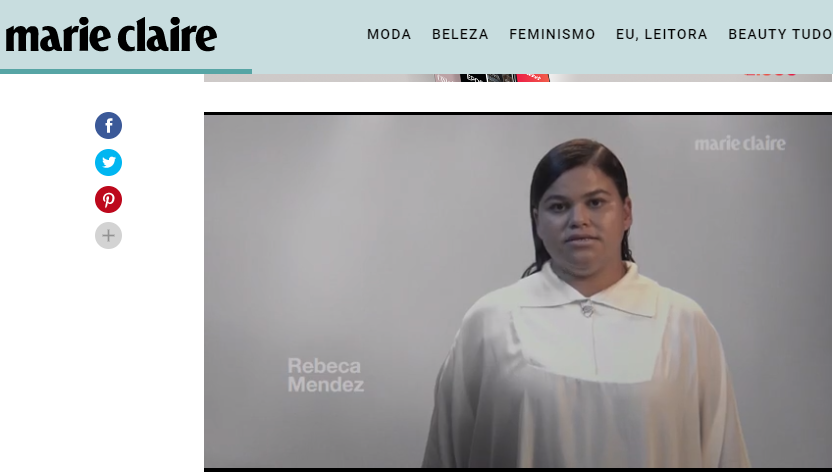 marie claire
MODA BELEZA FEMINISMO EU, LEITORA BEAUTY TUDO
marie claire
Rebeca
Mendez